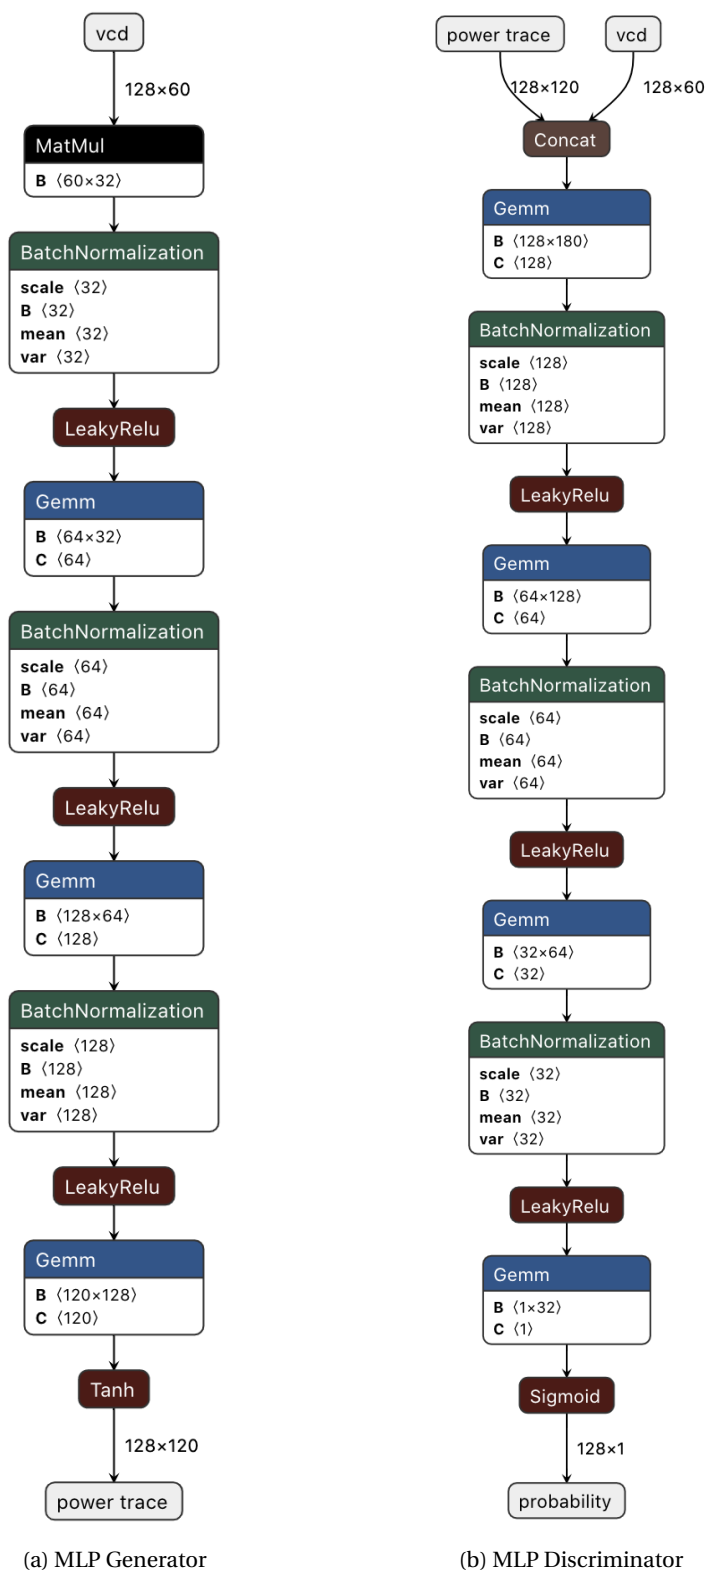 vcd
128×60
MatMul
B ⟨60×32⟩
BatchNormalization
scale ⟨32⟩
B ⟨32⟩
mean ⟨32⟩
var ⟨32⟩
LeakyRelu
Gemm
B ⟨64×32⟩
C ⟨64⟩
BatchNormalization
scale ⟨64⟩
B ⟨64⟩
mean ⟨64⟩
var ⟨64⟩
LeakyRelu
Gemm
B ⟨128×64⟩
C ⟨128⟩
BatchNormalization
scale ⟨128⟩
B ⟨128⟩
mean ⟨128⟩
var ⟨128⟩
LeakyRelu
Gemm
B ⟨120×128⟩
C ⟨120⟩
Tanh
128×120
power trace
(a) MLP Generator
power trace
vcd
128×120
128×60
Concat
Gemm
B ⟨128×180⟩
C ⟨128⟩
BatchNormalization
scale ⟨128⟩
B ⟨128⟩
mean ⟨128⟩
var ⟨128⟩
LeakyRelu
Gemm
B ⟨64×128⟩
C ⟨64⟩
BatchNormalization
scale ⟨64⟩
B ⟨64⟩
mean ⟨64⟩
var ⟨64⟩
LeakyRelu
Gemm
B ⟨32×64⟩
C ⟨32⟩
BatchNormalization
scale ⟨32⟩
B ⟨32⟩
mean ⟨32⟩
var ⟨32⟩
LeakyRelu
Gemm
B ⟨1×32⟩
C ⟨1⟩
Sigmoid
128×1
probability
(b) MLP Discriminator